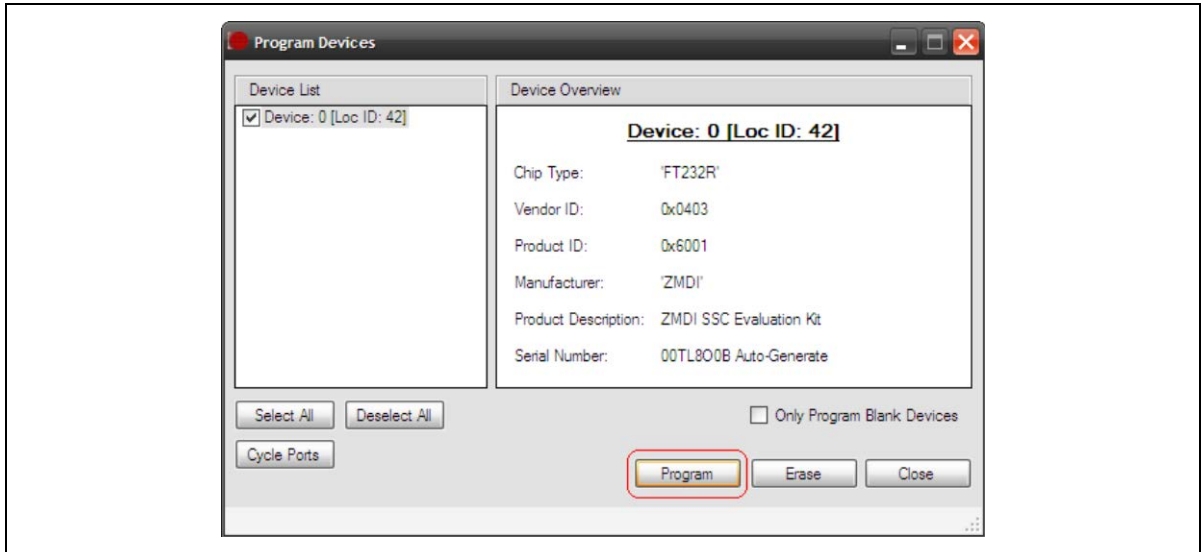 Program Devices
Device List
Device: 0 [Loc ID: 42]
Device Overview
Device: 0 [Loc ID: 42]
Chip Type: 'FT232R'
Vendor ID: 0x0403
Product ID: 0x6001
Manufacturer: 'ZMDI'
Product Description: ZMDI SSC Evaluation Kit
Serial Number: 00TL8O0B Auto-Generate
Select All Deselect All
Only Program Blank Devices
Cycle Ports
Program Erase Close